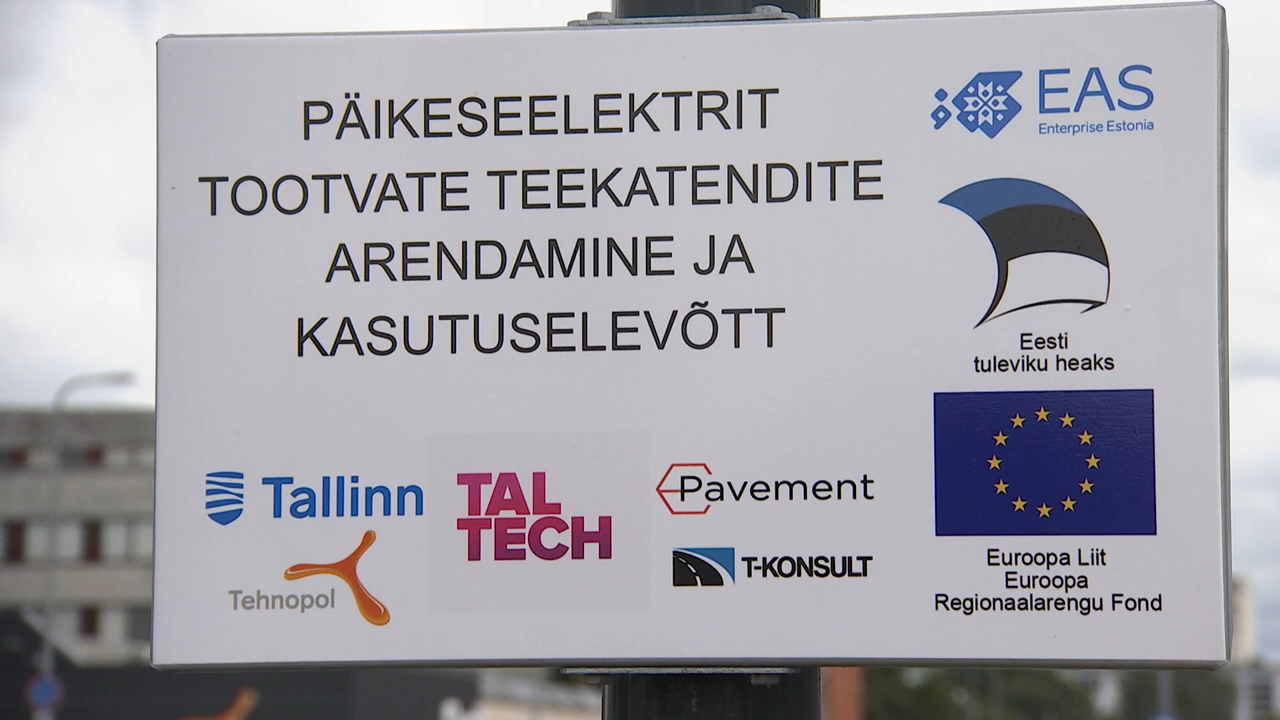 PÄIKESEELEKTRIT
TOOTVATE TEEKATENDITE
ARENDAMINE JA
KASUTUSELEVÕTT
EAS
Enterprise Estonia
Eesti
tuleviku heaks
Tallinn
Tehnopol
TAL
TECH
Pavement
T-KONSULT
Euroopa Liit
Euroopa
Regionaalarengu Fond